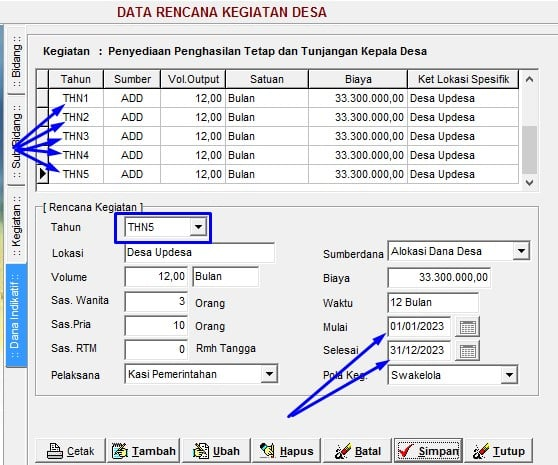 DATA RENCANA KEGIATAN DESA
:: Bidang ::
:: Sub Bidang ::
:: Kegiatan ::
:: Dana Indikatif ::
Kegiatan : Penyediaan Penghasilan Tetap dan Tunjangan Kepala Desa
Tahun Sumber Vol.Output Satuan Biaya Ket Lokasi Spesifik
THN1 ADD 12,00 Bulan 33.300.000,00 Desa Updesa
THN2 ADD 12,00 Bulan 33.300.000,00 Desa Updesa
THN3 ADD 12,00 Bulan 33.300.000,00 Desa Updesa
THN4 ADD 12,00 Bulan 33.300.000,00 Desa Updesa
THN5 ADD 12,00 Bulan 33.300.000,00 Desa Updesa
[ Rencana Kegiatan ]
Tahun THN5
Lokasi Desa Updesa Sumberdana Alokasi Dana Desa
Volume 12,00 Bulan Biaya 33.300.000,00
Sas. Wanita 3 Orang Waktu 12 Bulan
Sas.Pria 10 Orang Mulai 01/01/2023
Sas. RTM 0 Rmh Tangga Selesai 31/12/2023
Pelaksana Kasi Pemerintahan Pola Keg. Swakelola
Cetak Tambah Ubah Hapus Batal Simpan Tutup